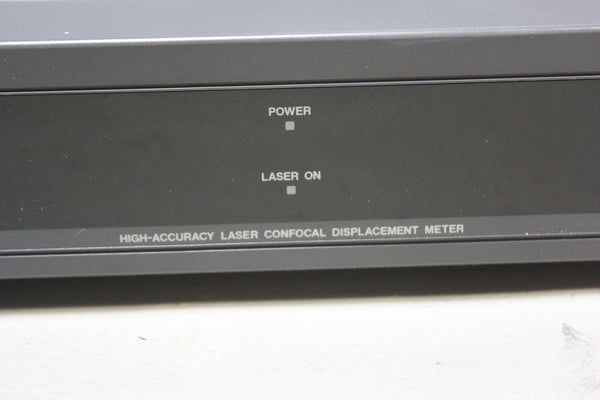 POWER
LASER ON
HIGH-ACCURACY LASER CONFOCAL DISPLACEMENT METER